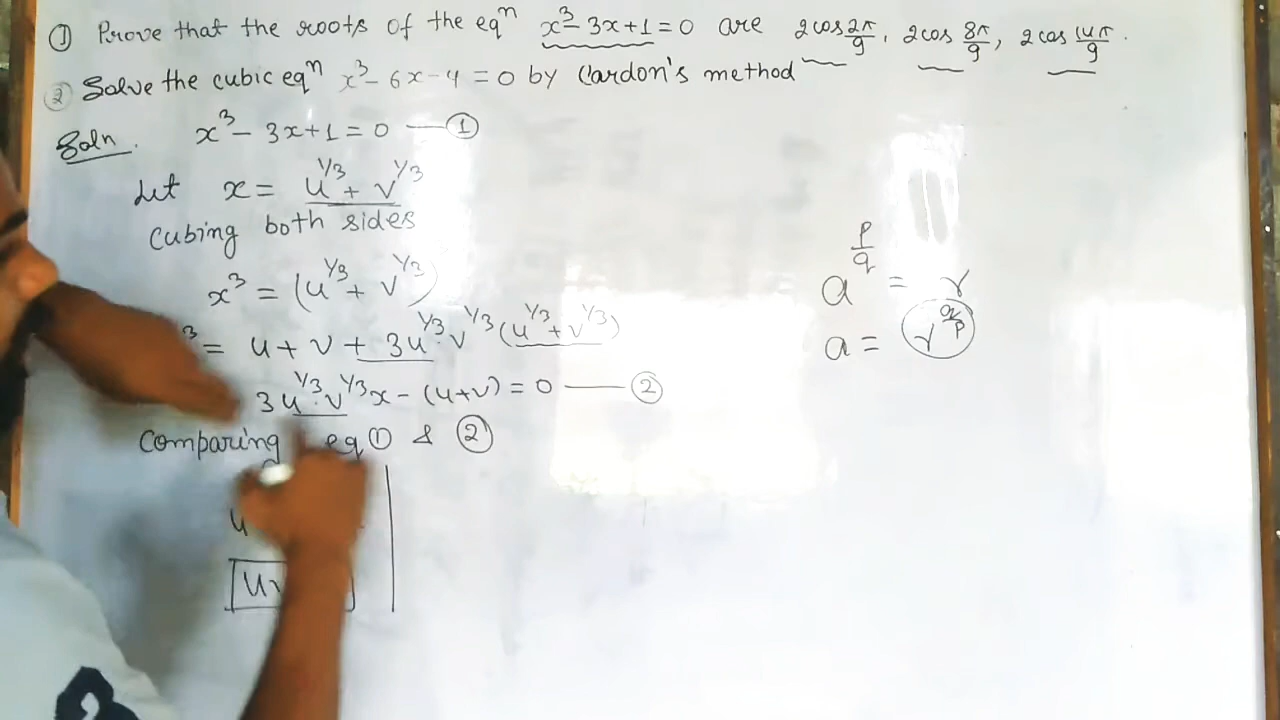 ① Prove that the roots of the eqⁿ x³ - 3x + 1 = 0 are 2cos 2π/9, 2cos 8π/9, 2cos 14π/9.
② Solve the cubic eqⁿ x³ - 6x - 4 = 0 by Cardon's method
Soln. x³ - 3x + 1 = 0 — ①
Let x = u^1/3 + v^1/3
Cubing both sides
x³ = (u^1/3 + v^1/3)
³ = u + v + 3u^1/3 · v^1/3 (u^1/3 + v^1/3)
3u^1/3 · v^1/3 x - (u+v) = 0 — ②
Comparing eq ① & ②
u
uv
a^p/q = r
a = r^q/p